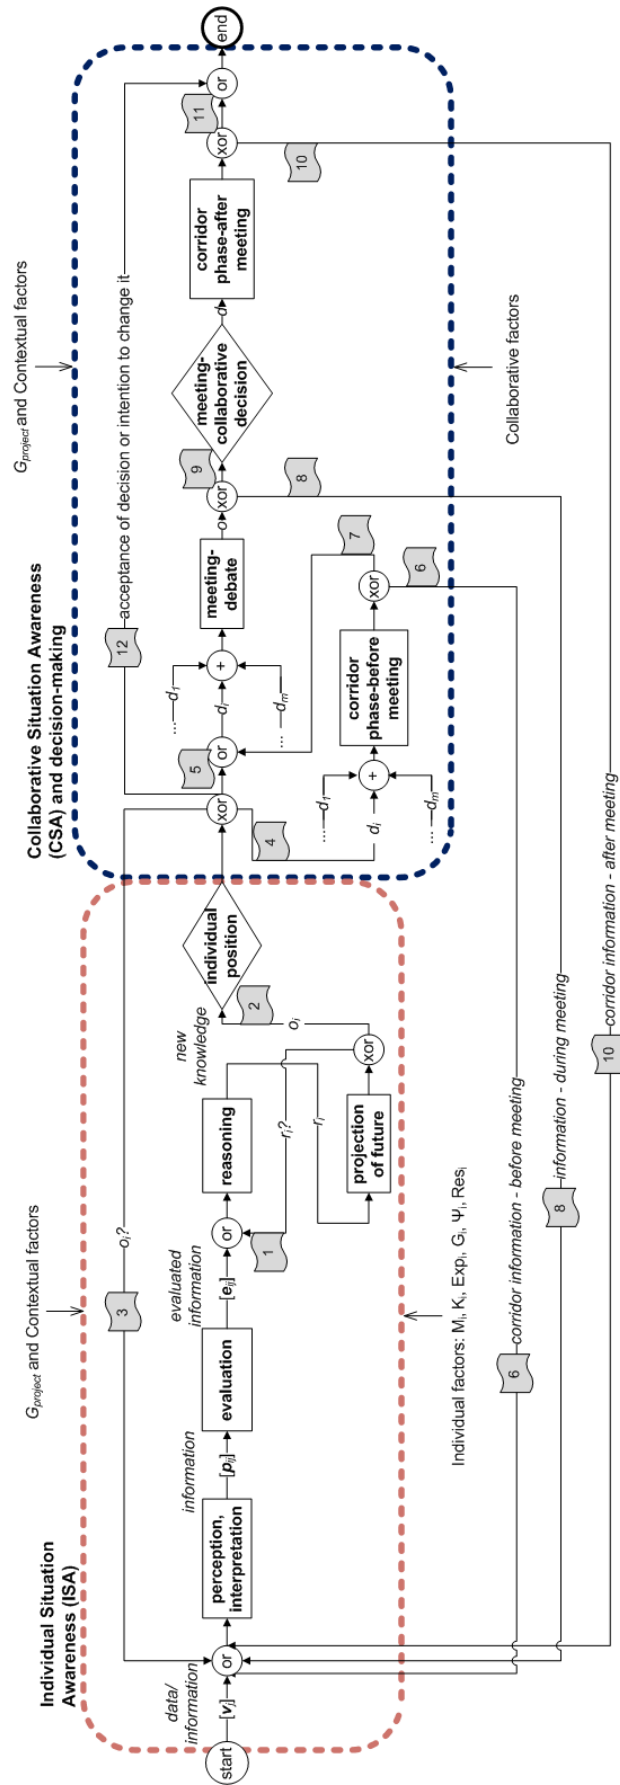 Individual Situation
Awareness (ISA)
G_project and Contextual factors
3
o_i?
start
data/
information
[v_j]
or
perception,
interpretation
information
[p_ij]
evaluation
evaluated
information
[e_ij]
or
1
reasoning
new
knowledge
r_i?
r_i
projection
of future
xor
o_i
2
individual
position
Individual factors: M_i, K_i, Exp_i, G_i, Ψ_i, Res_i
Collaborative Situation Awareness
(CSA) and decision-making
G_project and Contextual factors
12
acceptance of decision or intention to change it
xor
4
5
or
d_i
... d_1
... d_m
+
meeting-
debate
o
xor
9
8
meeting-
collaborative
decision
d
corridor
phase-after
meeting
xor
11
10
or
end
... d_1
d_i
... d_m
+
corridor
phase-before
meeting
xor
7
6
Collaborative factors
6
corridor information - before meeting
8
information - during meeting
10
corridor information - after meeting